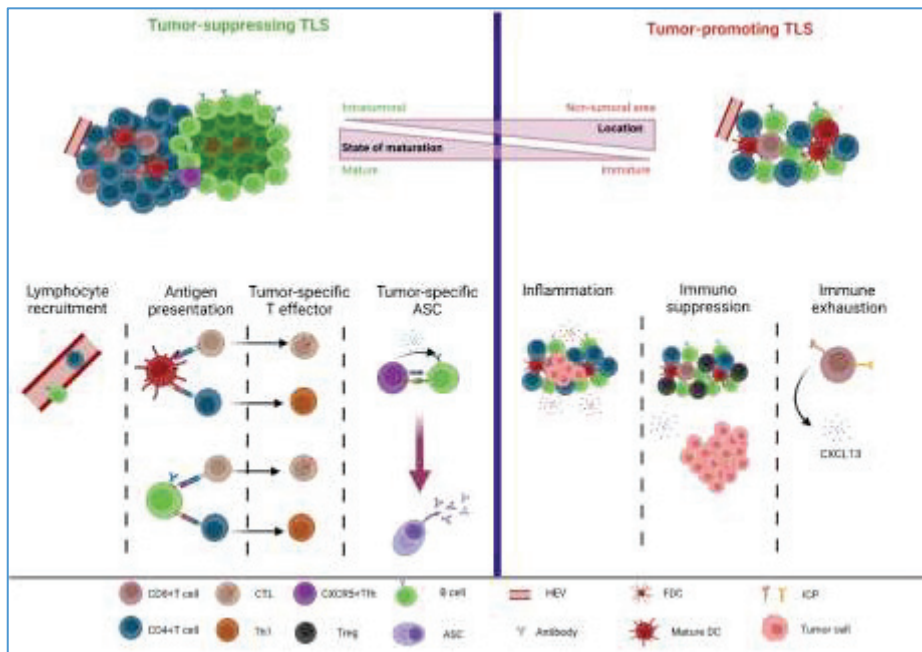 Tumor-suppressing TLS
Tumor-promoting TLS
Intratumoral
Non-tumoral area
Location
State of maturation
Mature
Immature
Lymphocyte
recruitment
Antigen
presentation
Tumor-specific
T effector
Tumor-specific
ASC
Inflammation
Immuno
suppression
Immune
exhaustion
CXCL13
CD8+T cell
CTL
CXCR5+Tfh
B cell
HEV
FDC
ICP
CD4+T cell
Th1
Treg
ASC
Antibody
Mature DC
Tumor cell